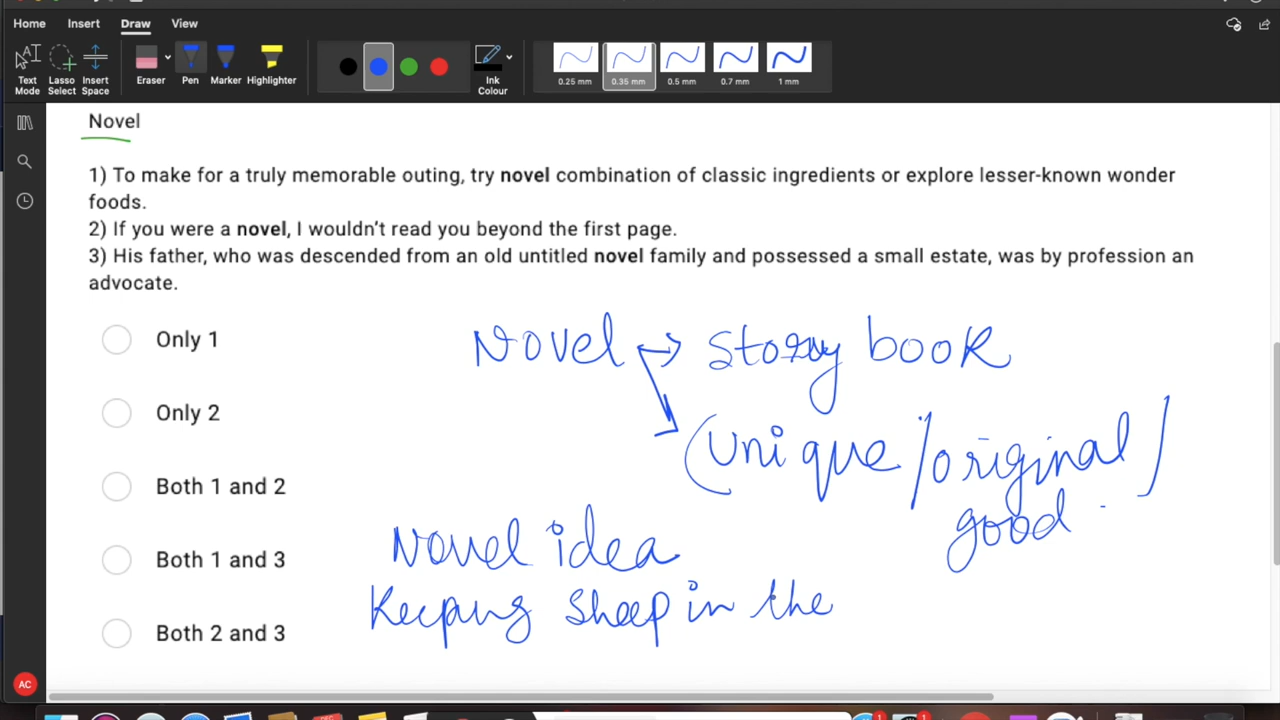 Home Insert Draw View
Text Mode
Lasso Select
Insert Space
Eraser
Pen
Marker
Highlighter
Ink Colour
0.25 mm
0.35 mm
0.5 mm
0.7 mm
1 mm
Novel
1) To make for a truly memorable outing, try novel combination of classic ingredients or explore lesser-known wonder
foods.
2) If you were a novel, I wouldn't read you beyond the first page.
3) His father, who was descended from an old untitled novel family and possessed a small estate, was by profession an
advocate.
Only 1
Novel → story book
Only 2
(unique/original/
good
Both 1 and 2
Novel idea
Both 1 and 3
Keeping sheep in the
Both 2 and 3
AC